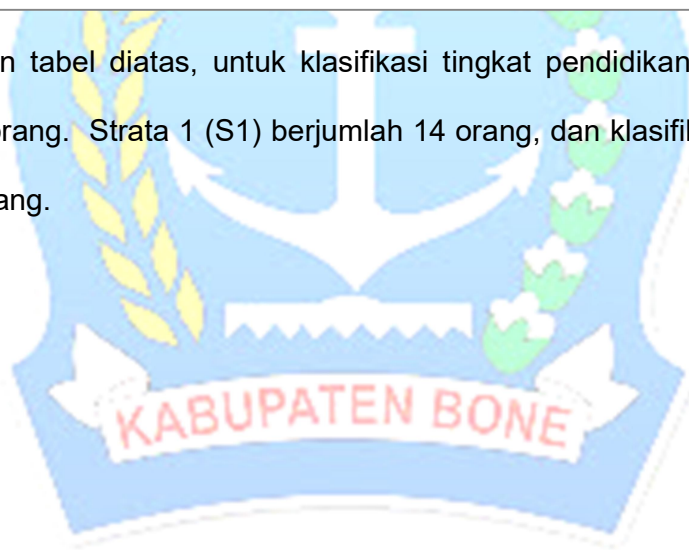 n tabel diatas, untuk klasifikasi tingkat pendidikan
orang. Strata 1 (S1) berjumlah 14 orang, dan klasifi
ang.
KABUPATEN BONE